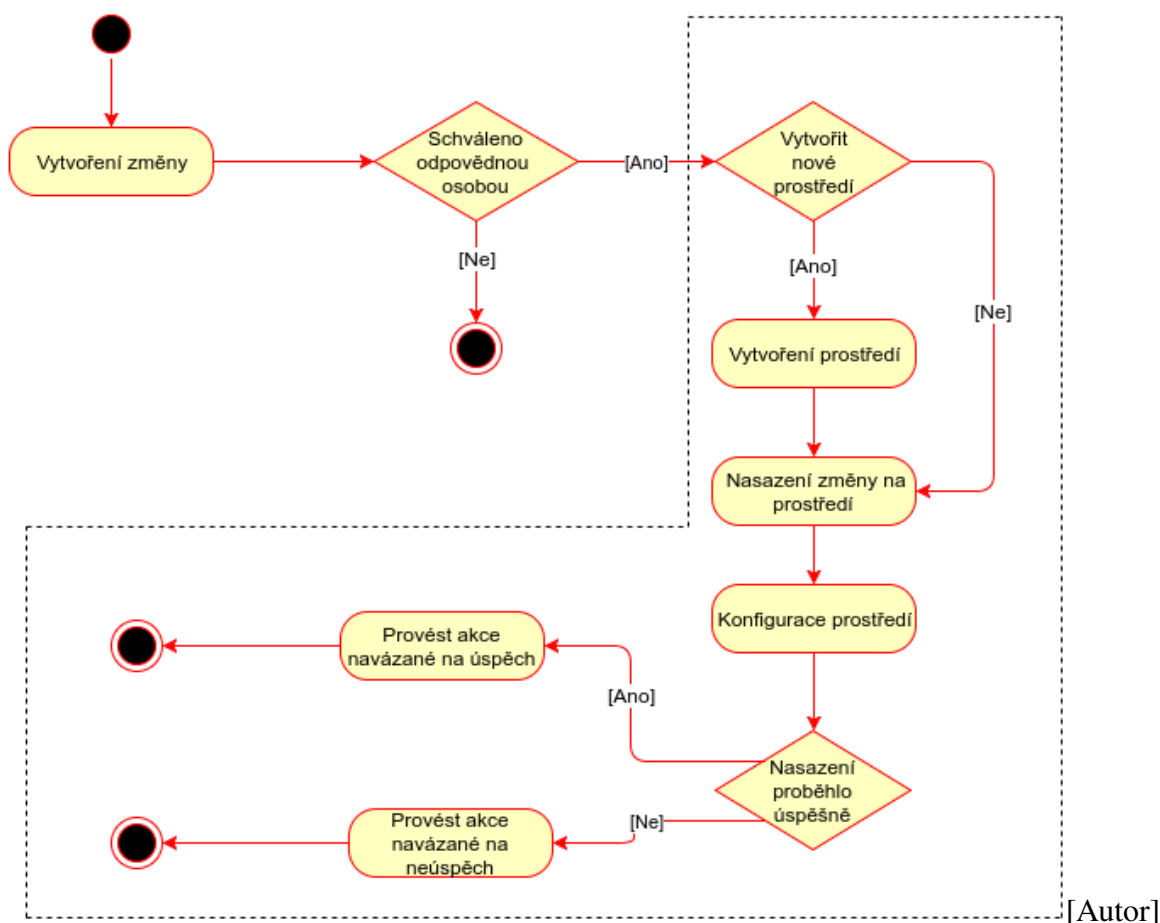 Vytvoření změny
Schváleno
odpovědnou
osobou
[Ano]
Vytvořit
nové
prostředí
[Ne]
[Ano]
[Ne]
Vytvoření prostředí
Nasazení změny na
prostředí
Konfigurace prostředí
Provést akce
navázané na úspěch
[Ano]
Nasazení
proběhlo
úspěšně
[Ne]
Provést akce
navázané na
neúspěch
[Autor]